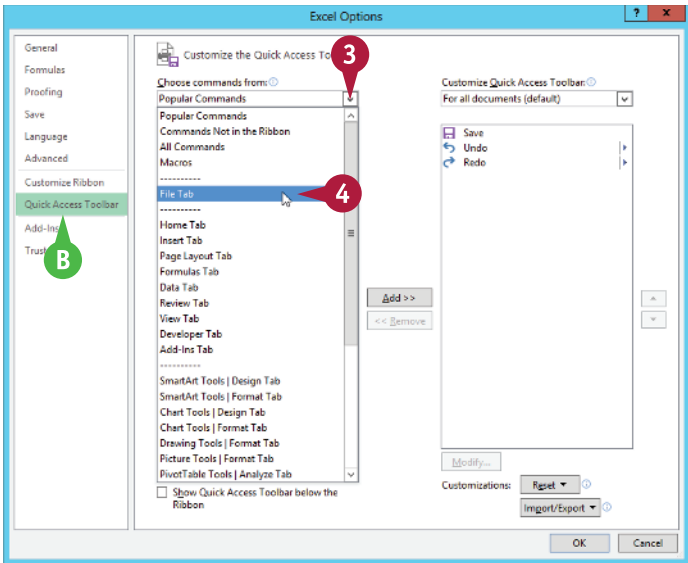 Excel Options
? x
General
Formulas
Proofing
Save
Language
Advanced
Customize Ribbon
Quick Access Toolbar
Add-Ins
Trust
B
Customize the Quick Access
3
Choose commands from:
Popular Commands
Popular Commands
Commands Not in the Ribbon
All Commands
Macros
----------
File Tab
4
----------
Home Tab
Insert Tab
Page Layout Tab
Formulas Tab
Data Tab
Review Tab
View Tab
Developer Tab
Add-Ins Tab
----------
SmartArt Tools | Design Tab
SmartArt Tools | Format Tab
Chart Tools | Design Tab
Chart Tools | Format Tab
Drawing Tools | Format Tab
Picture Tools | Format Tab
PivotTable Tools | Analyze Tab
Show Quick Access Toolbar below the
Ribbon
Add >>
<< Remove
Customize Quick Access Toolbar:
For all documents (default)
Save
Undo
Redo
Modify...
Customizations:
Reset
Import/Export
OK
Cancel